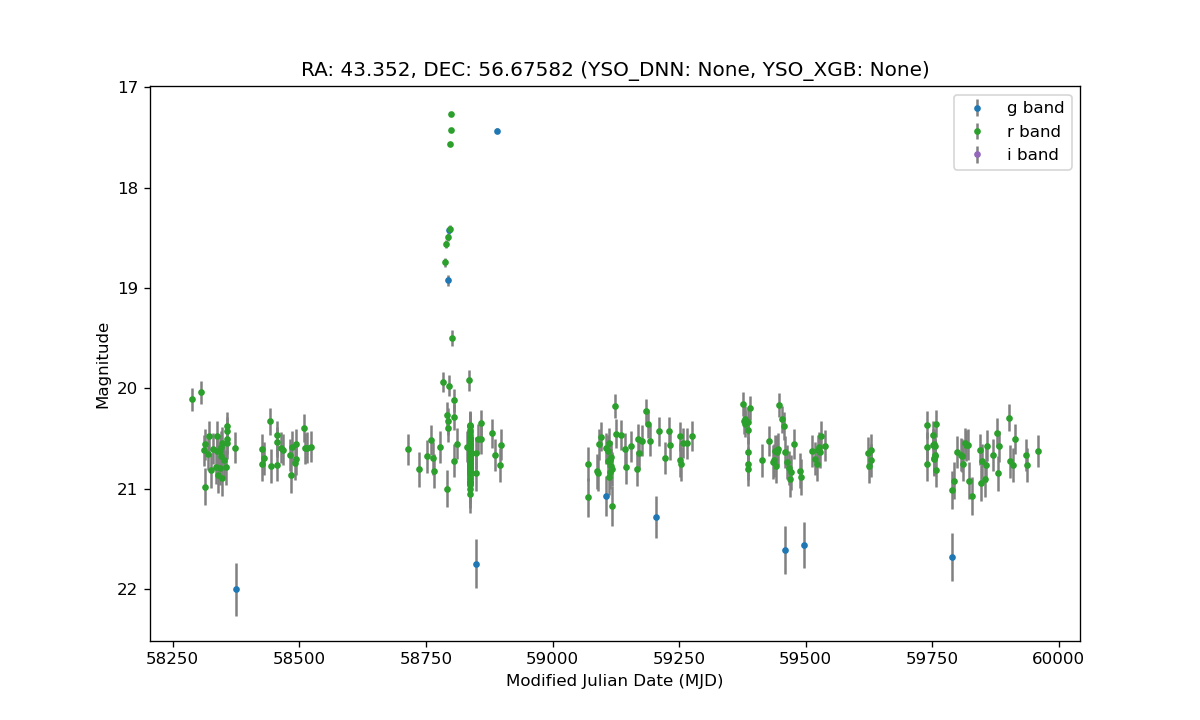 RA: 43.352, DEC: 56.67582 (YSO_DNN: None, YSO_XGB: None)
17
18
19
20
21
22
Magnitude
g band
r band
i band
58250 58500 58750 59000 59250 59500 59750 60000
Modified Julian Date (MJD)